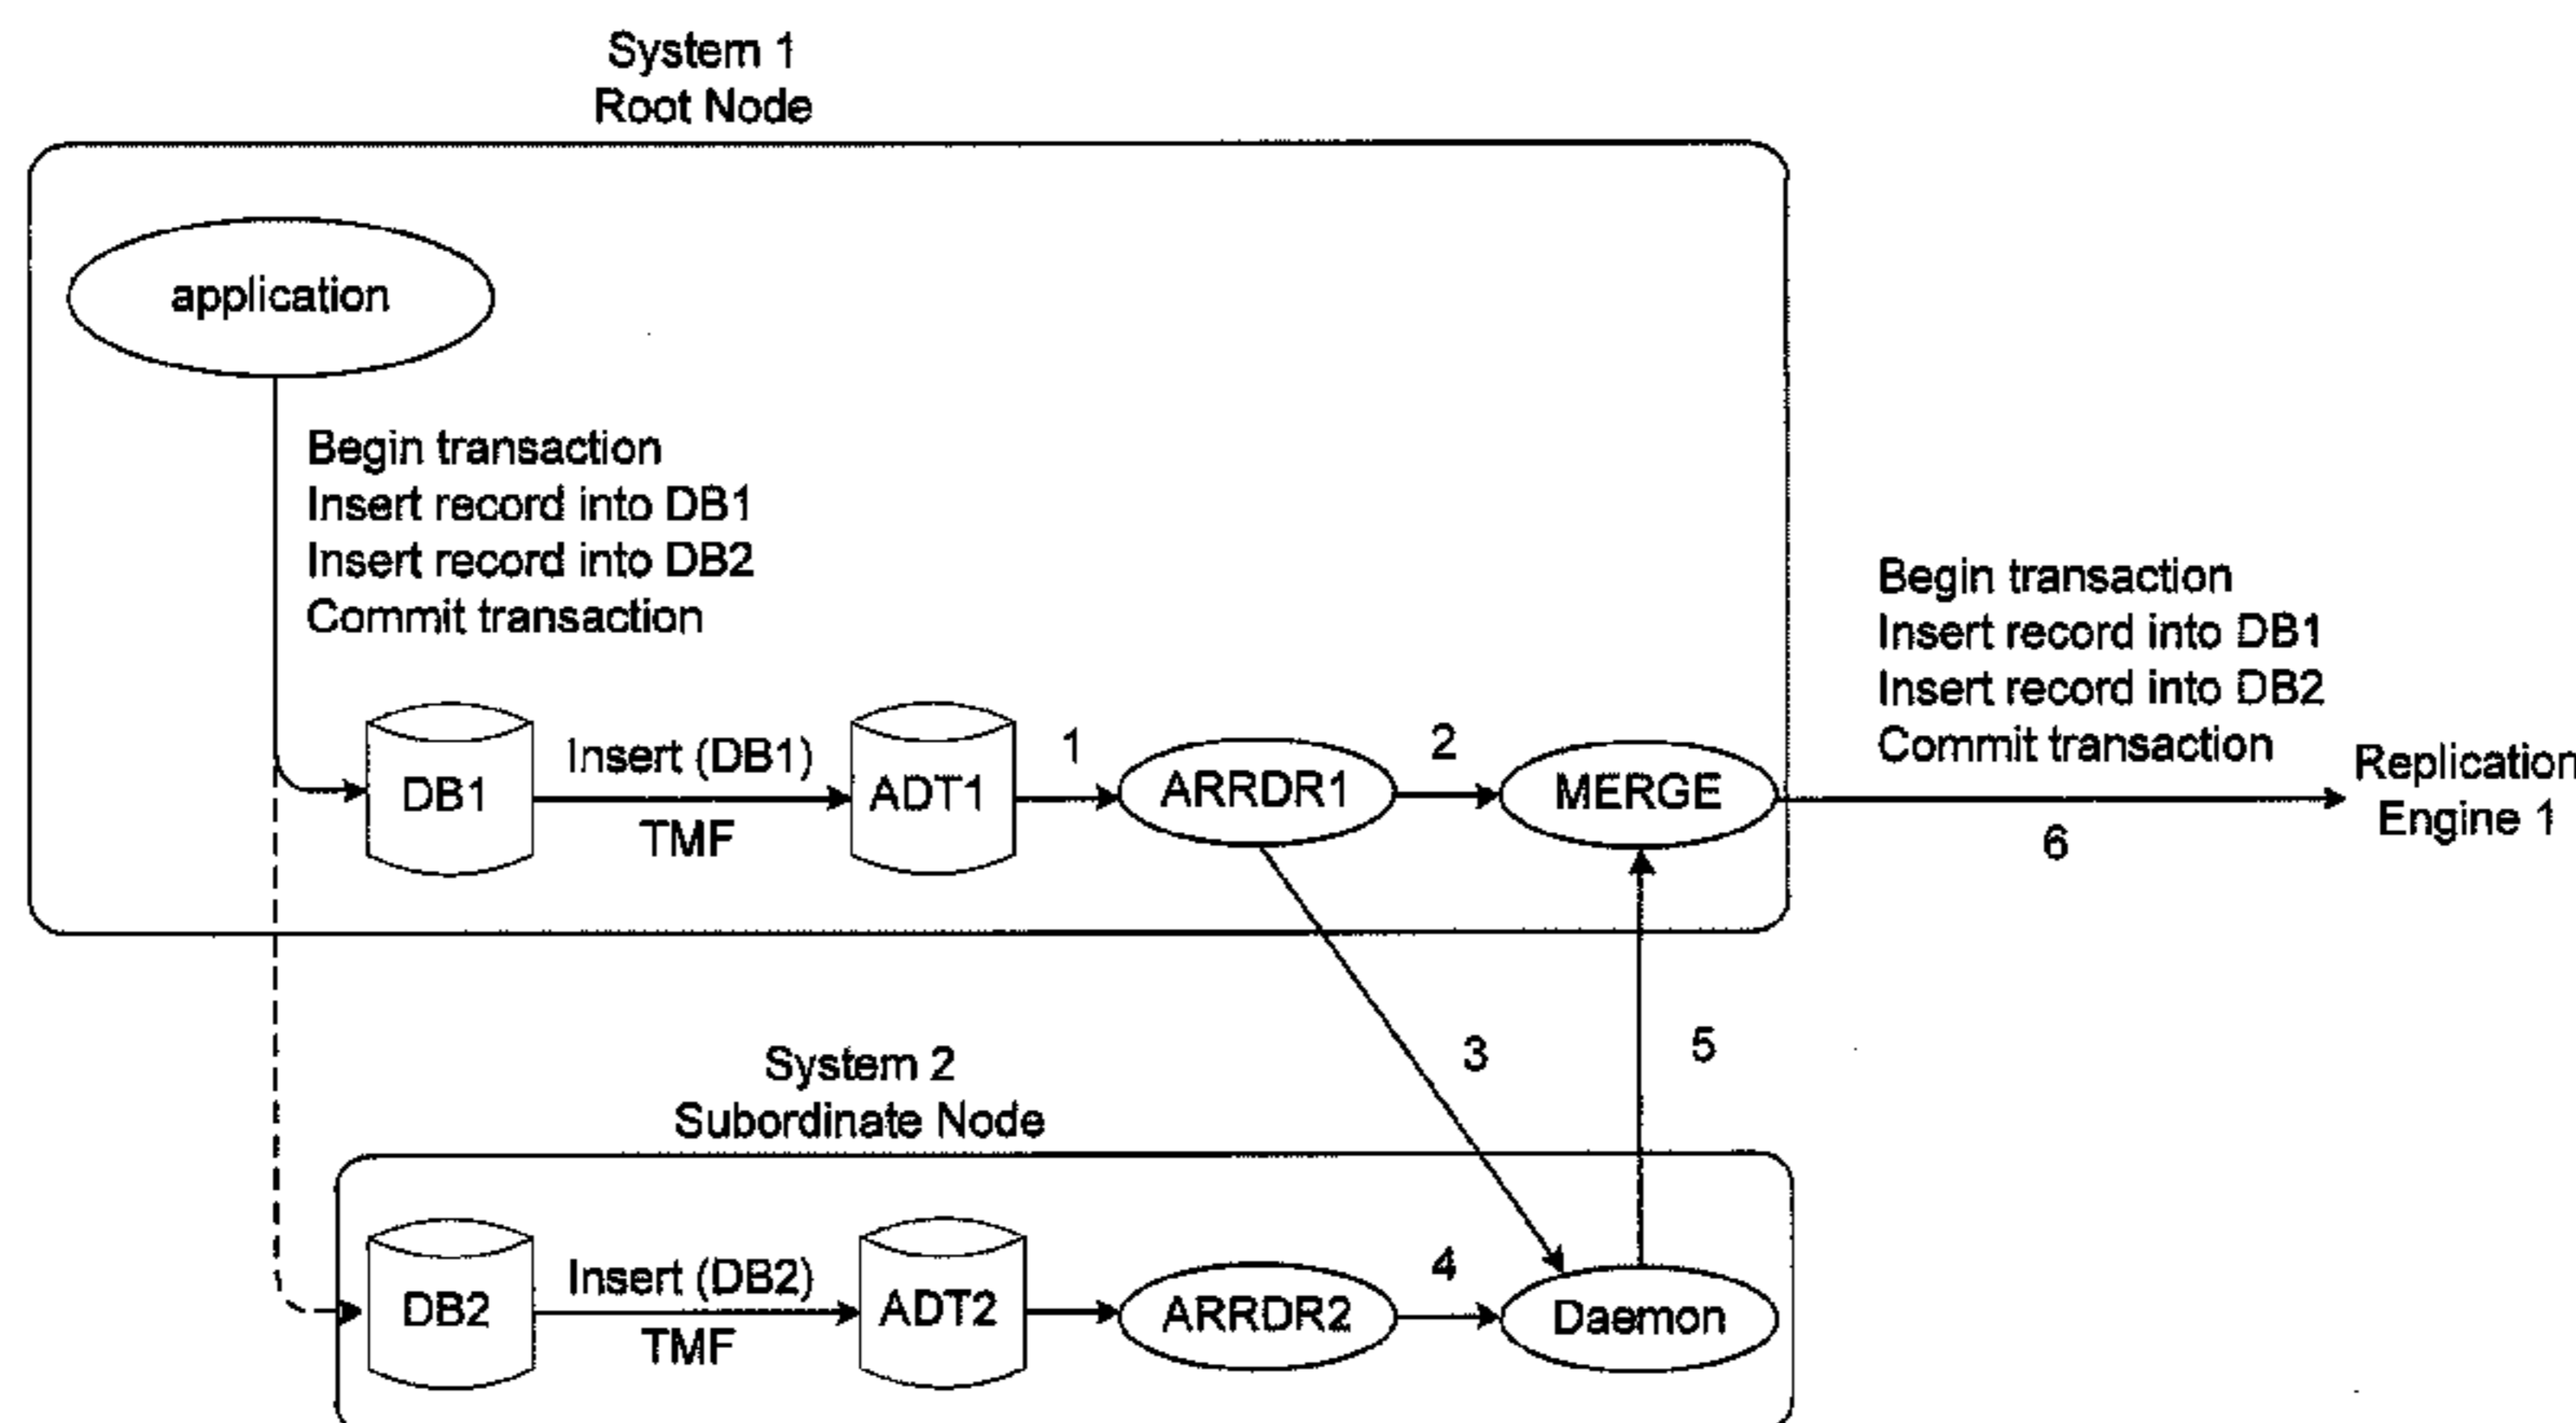 System 1
Root Node
application
Begin transaction
Insert record into DB1
Insert record into DB2
Commit transaction
Begin transaction
Insert record into DB1
Insert record into DB2
Commit transaction
DB1
Insert (DB1)
TMF
ADT1
1
ARRDR1
2
MERGE
6
Replication
Engine 1
3
5
System 2
Subordinate Node
DB2
Insert (DB2)
TMF
ADT2
ARRDR2
4
Daemon